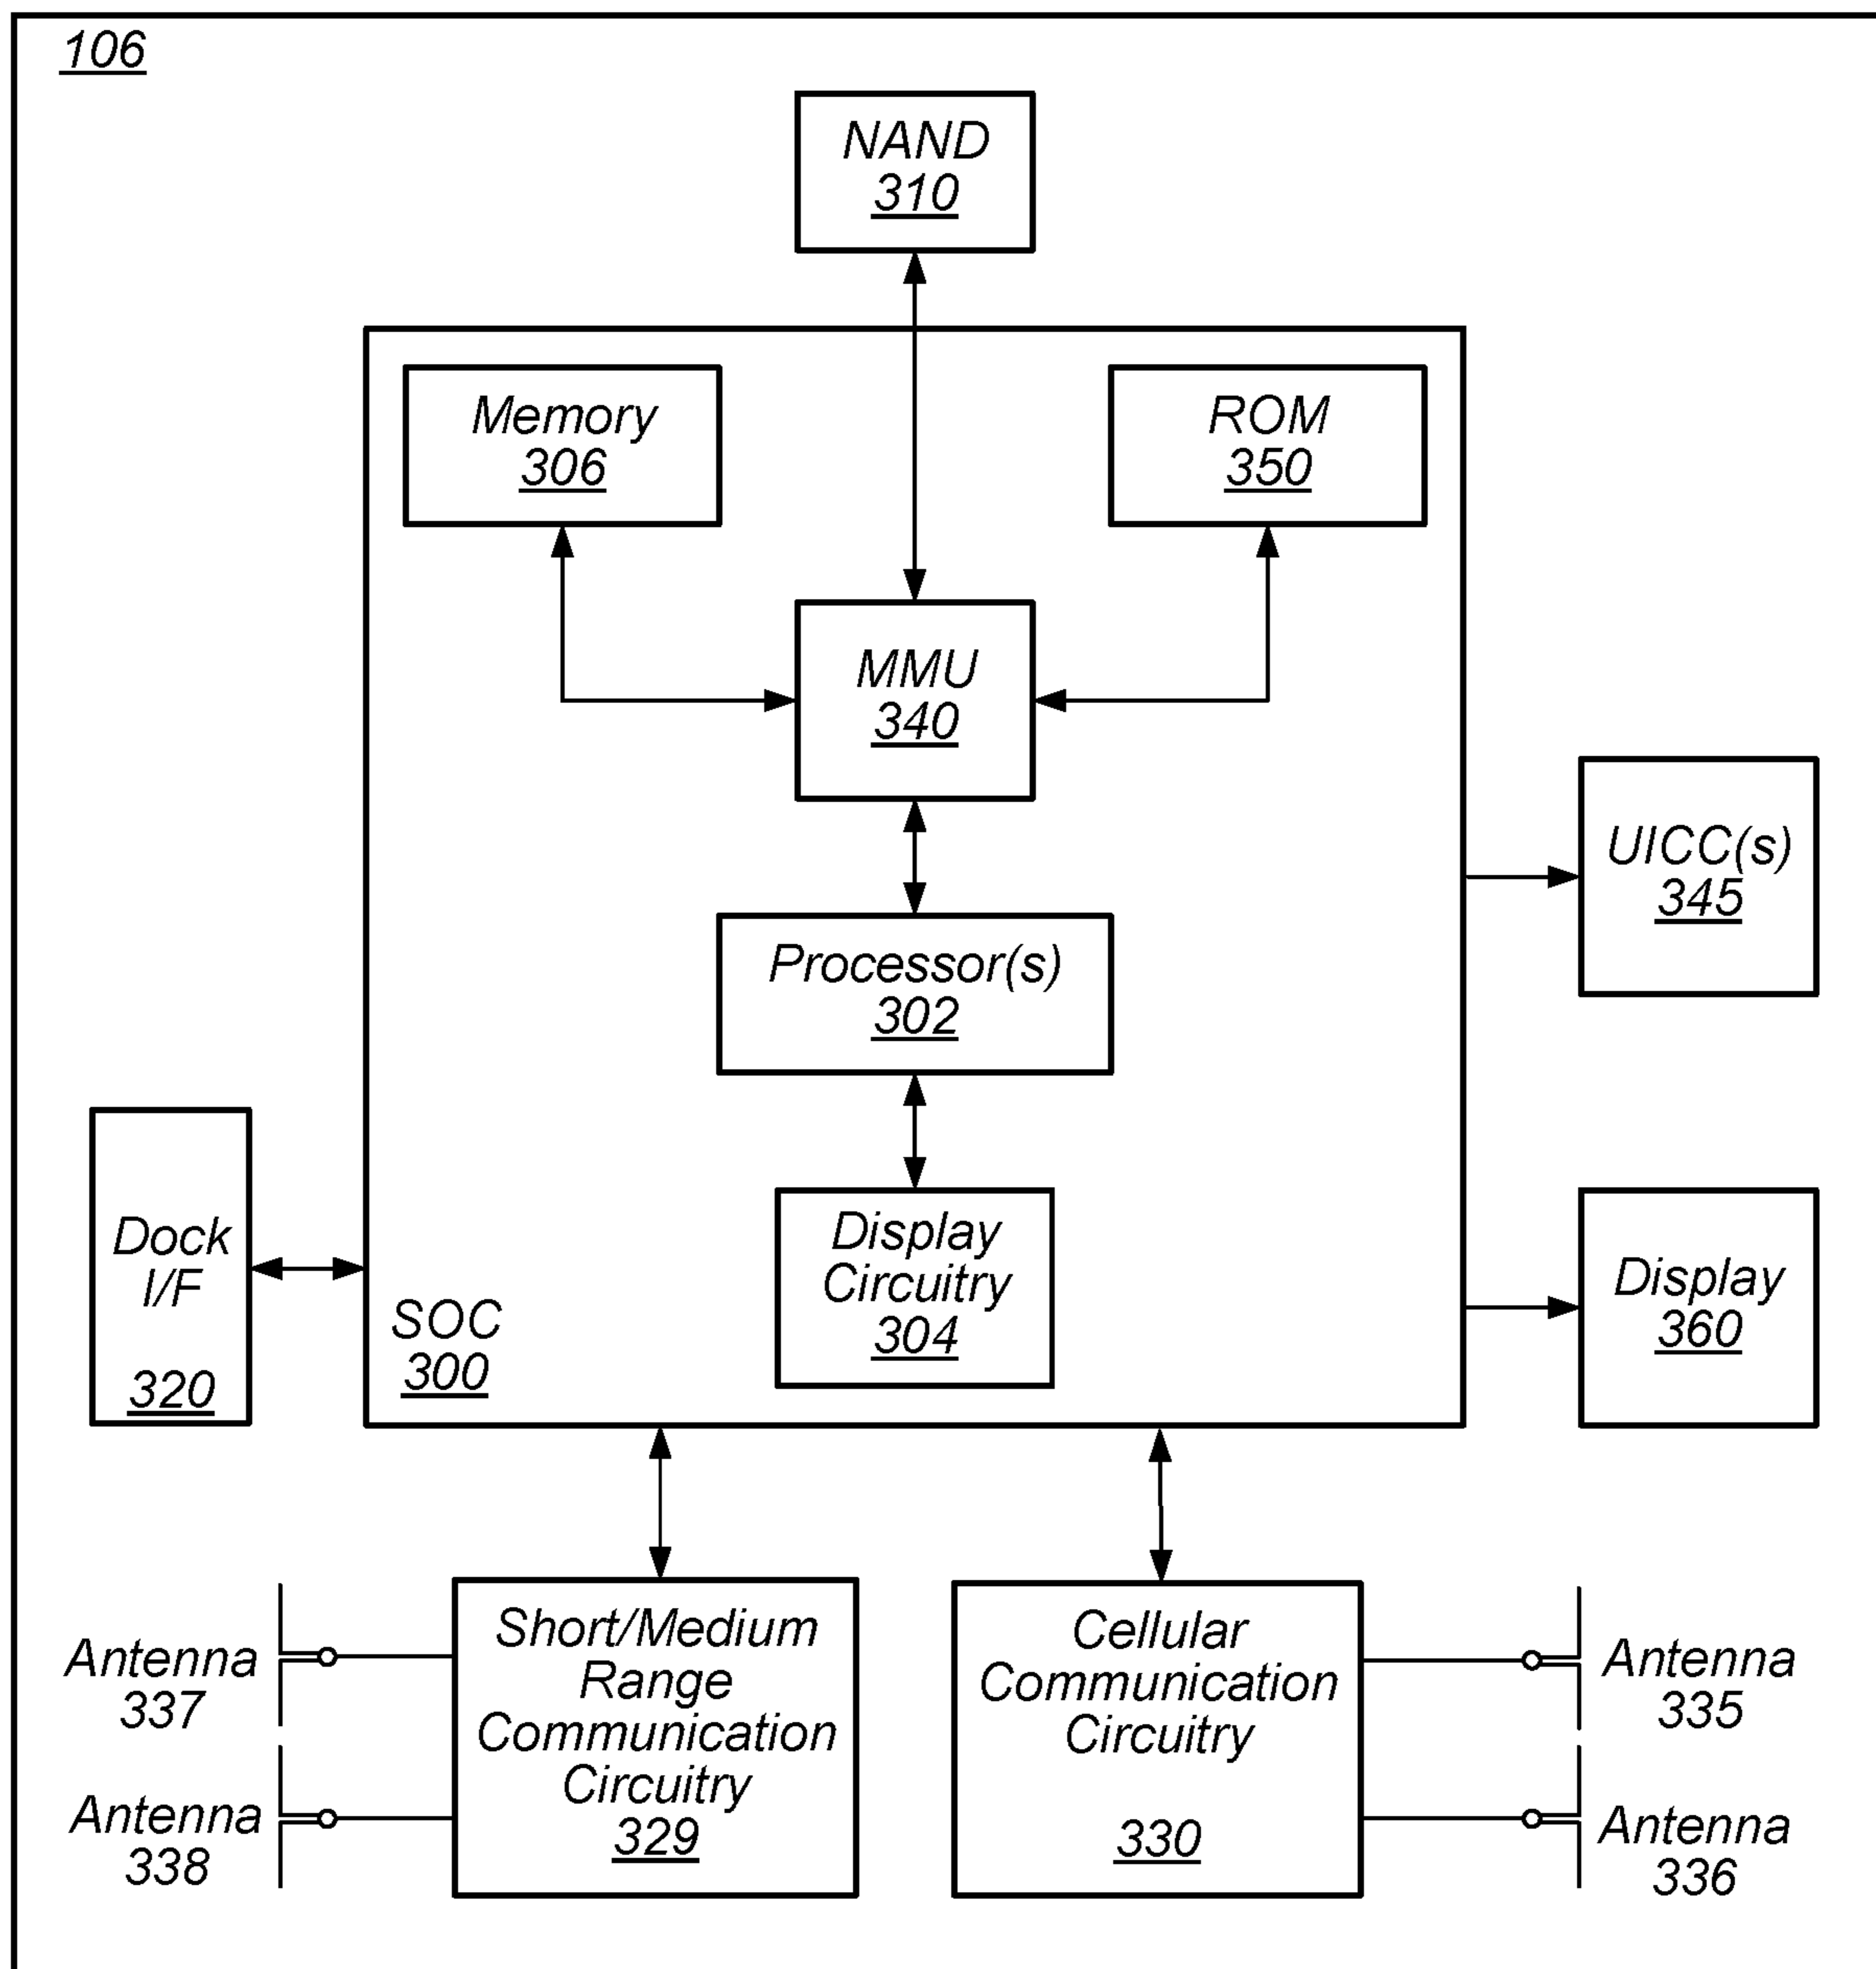 106
NAND
310
Memory
306
ROM
350
MMU
340
UICC(s)
345
Processor(s)
302
Dock
I/F
320
Display
Circuitry
304
SOC
300
Display
360
Antenna
337
Antenna
338
Short/Medium
Range
Communication
Circuitry
329
Cellular
Communication
Circuitry
330
Antenna
335
Antenna
336